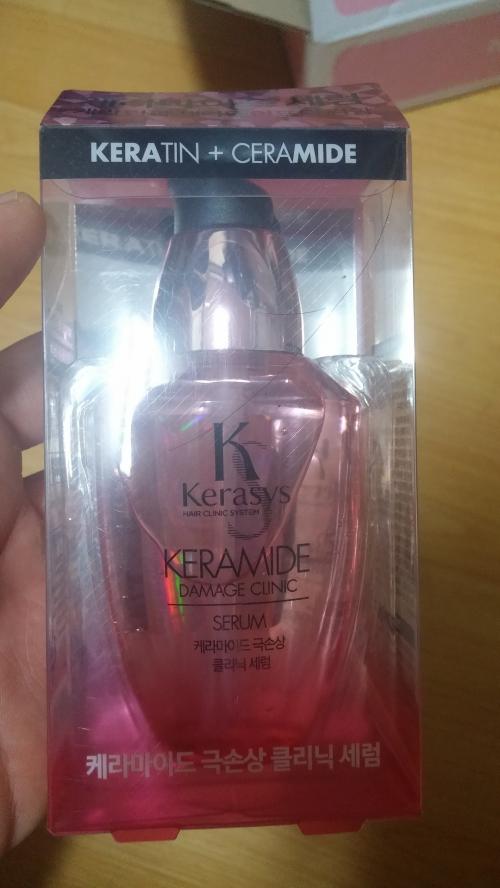 KERATIN + CERAMIDE
K
Kerasys
HAIR CLINIC SYSTEM
KERAMIDE
DAMAGE CLINIC
SERUM
케라마이드 극손상
클리닉 세럼
케라마이드 극손상 클리닉 세럼